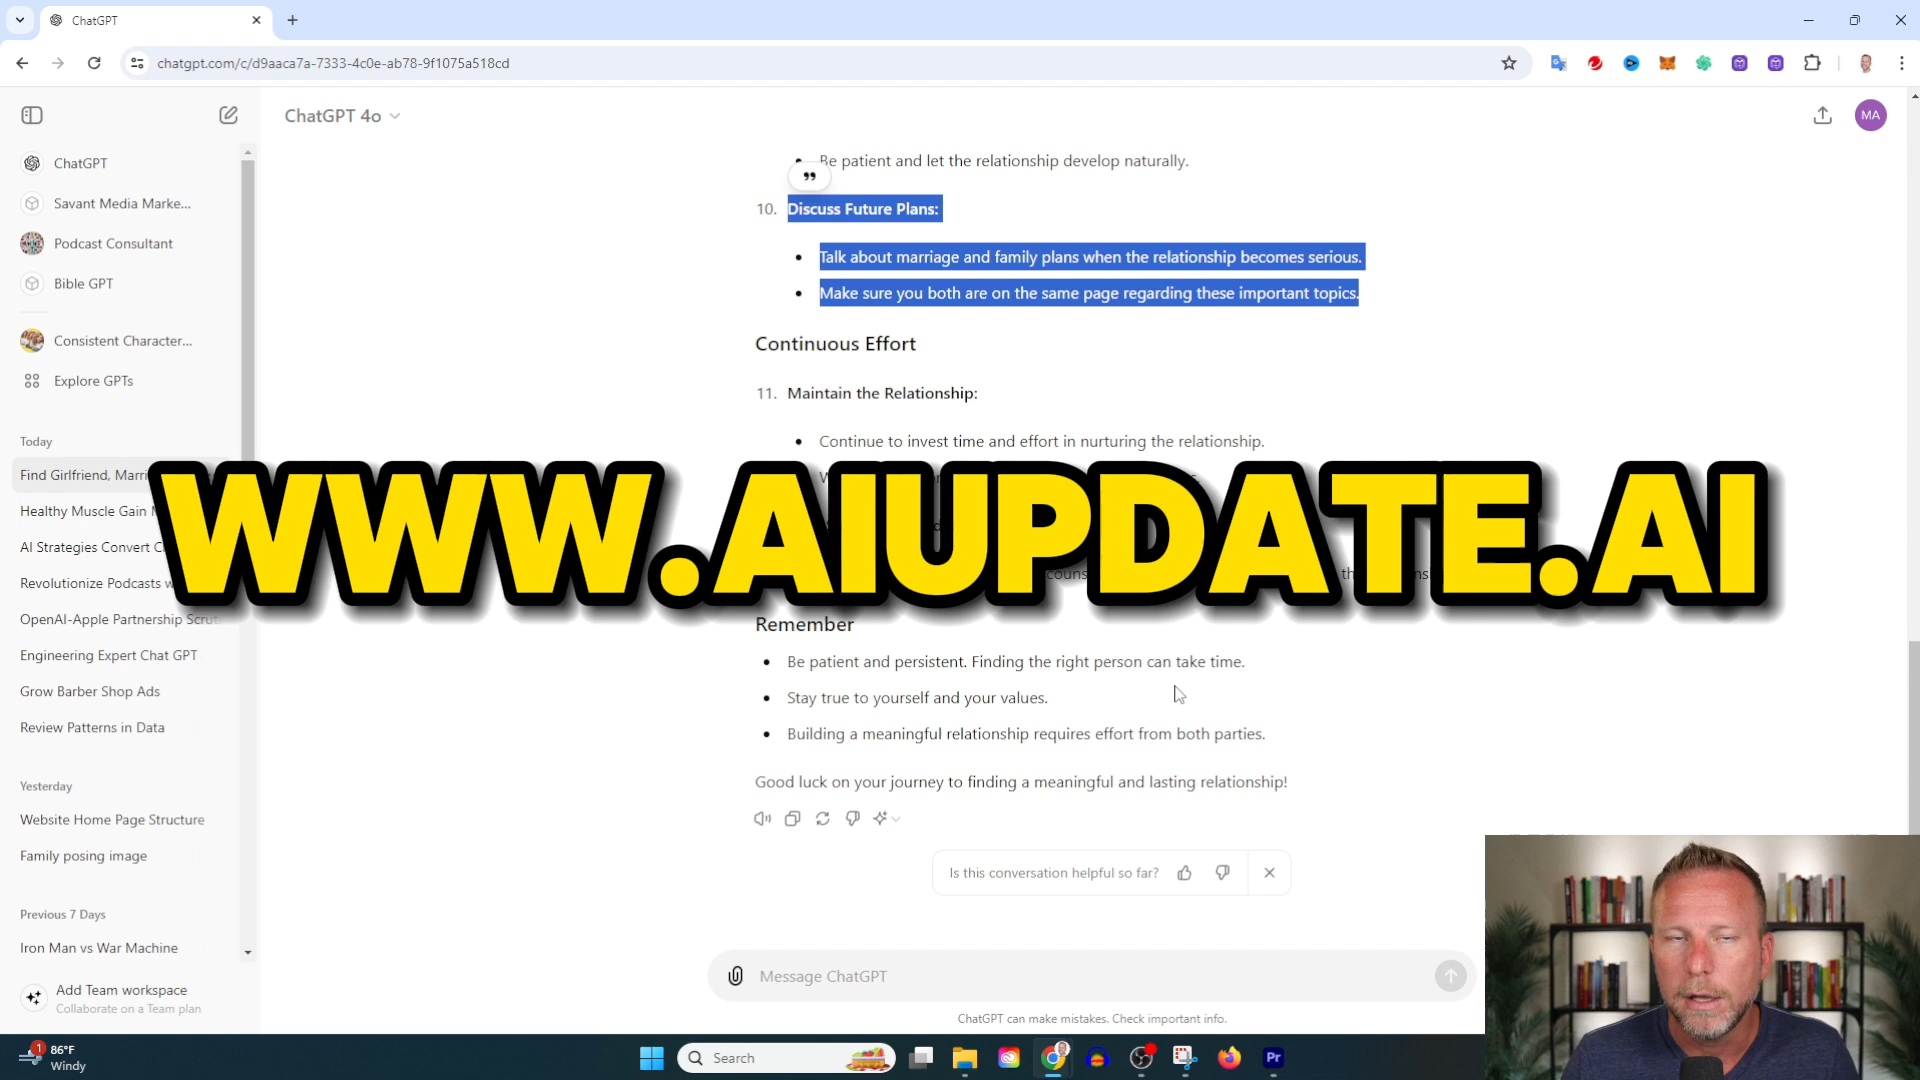 ChatGPT
chatgpt.com/c/d9aaca7a-7333-4c0e-ab78-9f1075a518cd
ChatGPT 4o
MA
ChatGPT
Savant Media Marke...
Podcast Consultant
Bible GPT
Consistent Character...
Explore GPTs
Today
Find Girlfriend, Marri
Healthy Muscle Gain
AI Strategies Convert
Revolutionize Podcasts
OpenAI-Apple Partnership Scrut
Engineering Expert Chat GPT
Grow Barber Shop Ads
Review Patterns in Data
Yesterday
Website Home Page Structure
Family posing image
Previous 7 Days
Iron Man vs War Machine
Add Team workspace
Collaborate on a Team plan
Be patient and let the relationship develop naturally.
10. Discuss Future Plans:
Talk about marriage and family plans when the relationship becomes serious.
Make sure you both are on the same page regarding these important topics.
Continuous Effort
11. Maintain the Relationship:
Continue to invest time and effort in nurturing the relationship.
WWW.AIUPDATE.AI
Remember
Be patient and persistent. Finding the right person can take time.
Stay true to yourself and your values.
Building a meaningful relationship requires effort from both parties.
Good luck on your journey to finding a meaningful and lasting relationship!
Is this conversation helpful so far?
Message ChatGPT
ChatGPT can make mistakes. Check important info.
1
86°F
Windy
Search
Pr